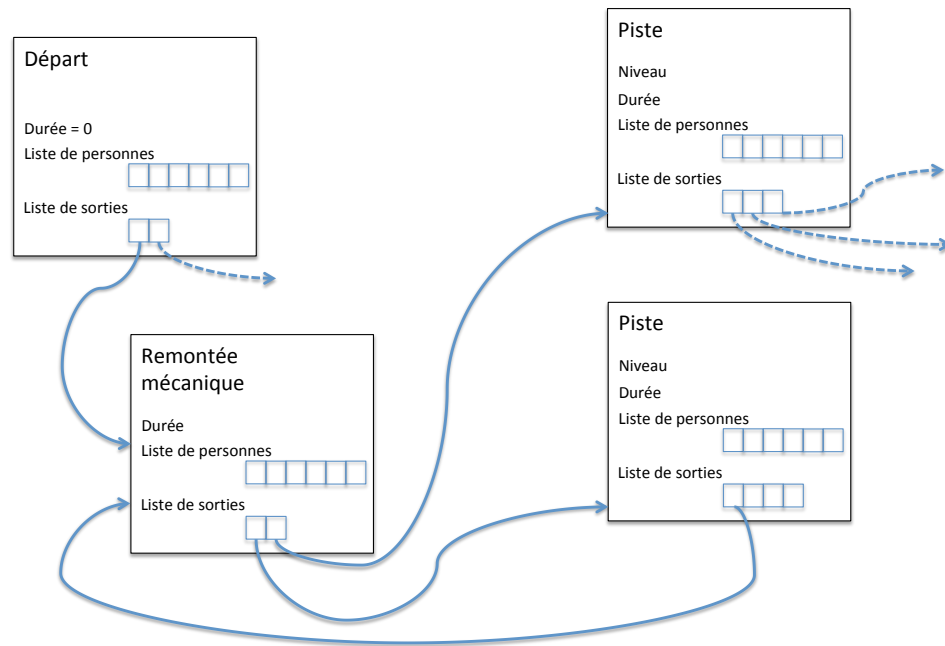 Départ
Durée = 0
Liste de personnes
Liste de sorties
Piste
Niveau
Durée
Liste de personnes
Liste de sorties
Remontée
mécanique
Durée
Liste de personnes
Liste de sorties
Piste
Niveau
Durée
Liste de personnes
Liste de sorties